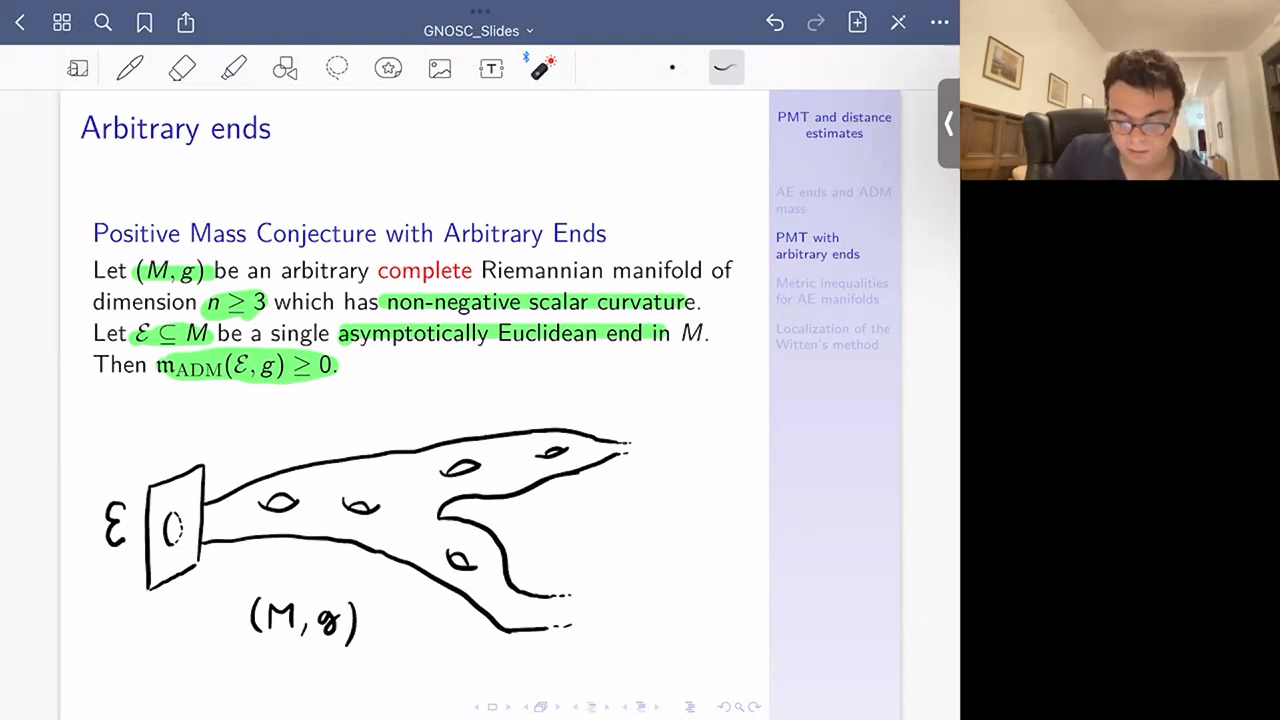 GNOSC_Slides
Arbitrary ends
Positive Mass Conjecture with Arbitrary Ends
Let (M, g) be an arbitrary complete Riemannian manifold of
dimension n ≥ 3 which has non-negative scalar curvature.
Let ℰ ⊆ M be a single asymptotically Euclidean end in M.
Then 𝔪ADM(ℰ, g) ≥ 0.
ℰ
(M, g)
PMT and distance
estimates
AE ends and ADM
mass
PMT with
arbitrary ends
Metric inequalities
for AE manifolds
Localization of the
Witten's method